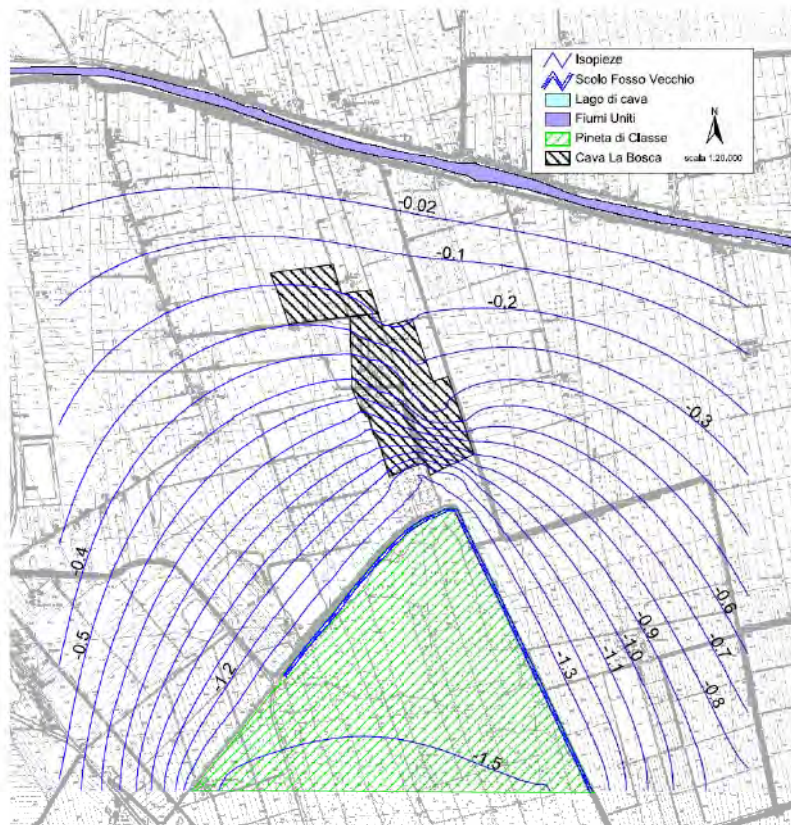 Isopieze
Scolo Fosso Vecchio
Lago di cava
Fiumi Uniti
Pineta di Classe
Cava La Bosca
N
scala 1:20.000
-0.02
-0.1
-0.2
-0.3
-0.4
-0.5
-0.6
-0.7
-0.8
-0.9
-1.0
-1.1
-1.2
-1.3
-1.5